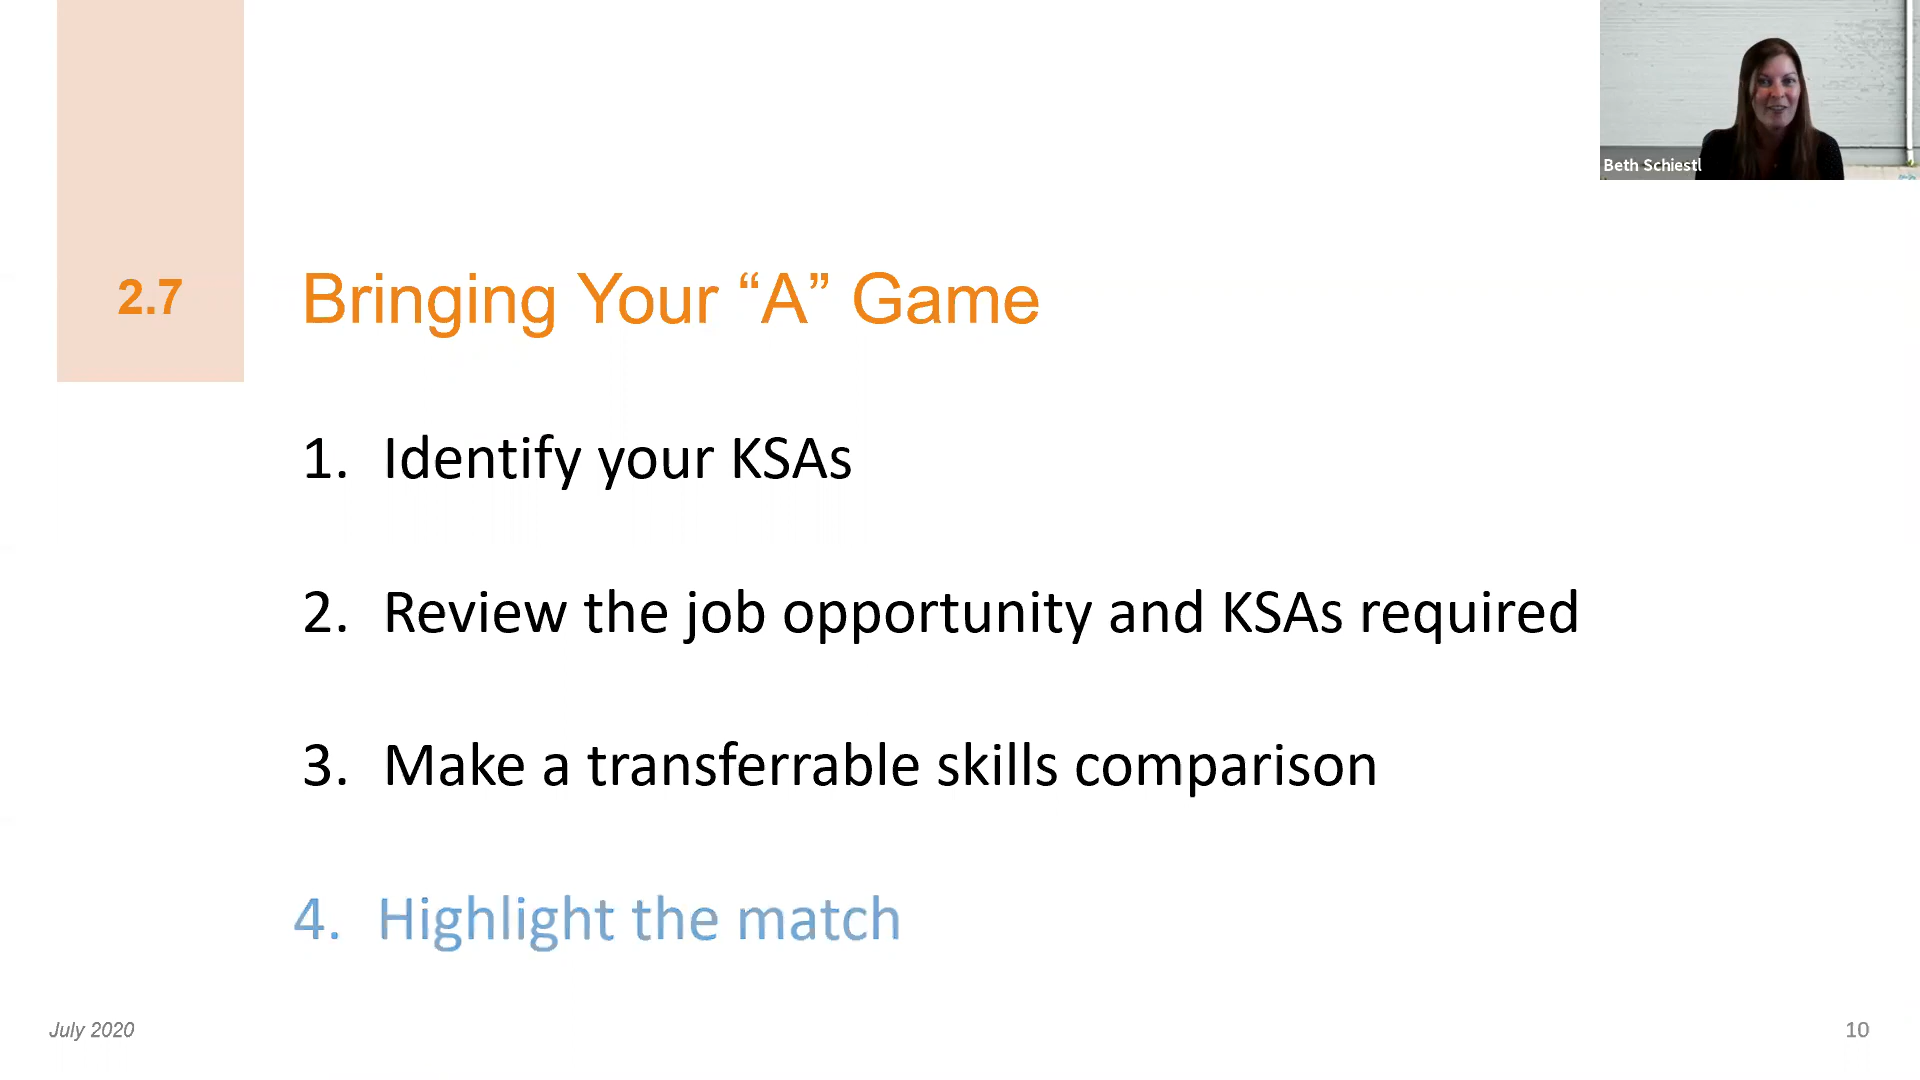 Beth Schiestl
2.7
Bringing Your “A” Game
1. Identify your KSAs
2. Review the job opportunity and KSAs required
3. Make a transferrable skills comparison
4. Highlight the match
July 2020
10